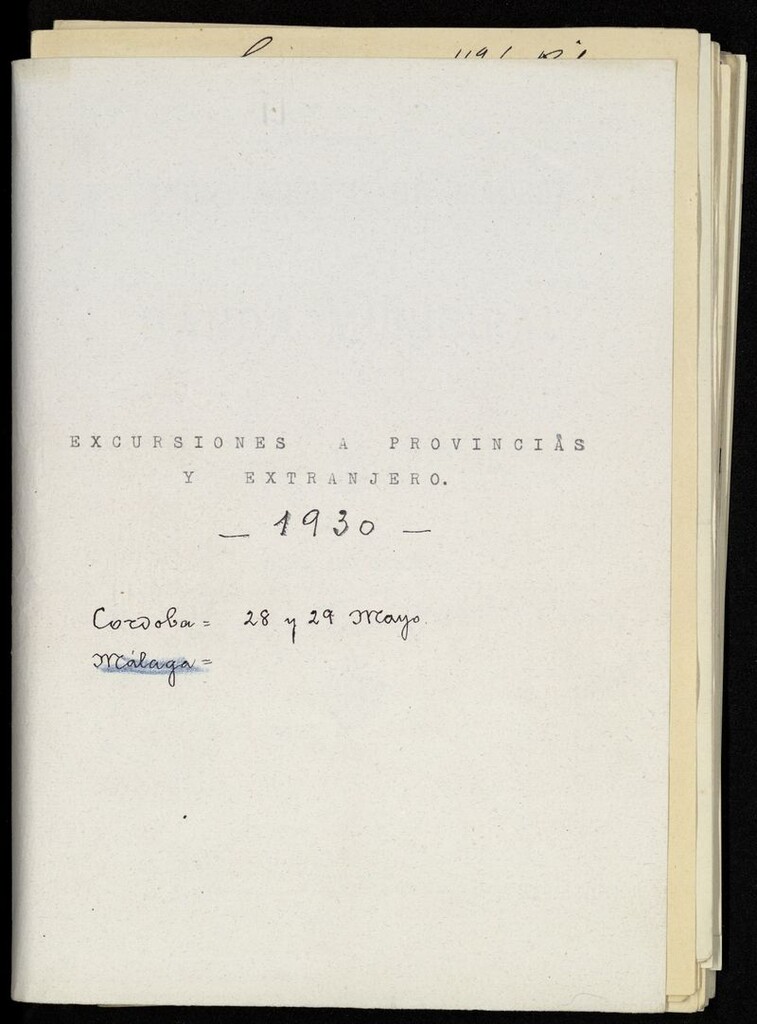 EXCURSIONES A PROVINCIÀS
Y EXTRANJERO.
— 1930 —
Cordoba = 28 y 29 Mayo.
Málaga =